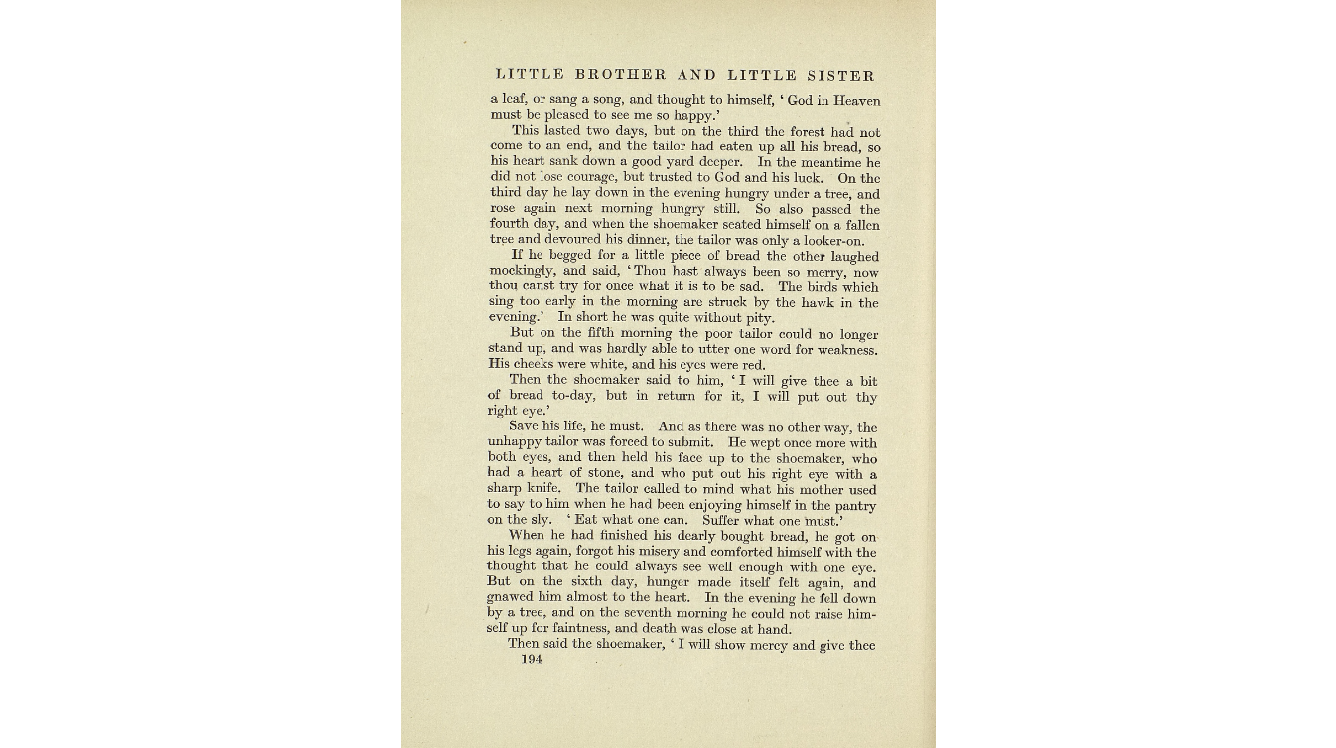 LITTLE BROTHER AND LITTLE SISTER
a leaf, or sang a song, and thought to himself, ‘ God in Heaven
must be pleased to see me so happy.’
This lasted two days, but on the third the forest had not
come to an end, and the tailor had eaten up all his bread, so
his heart sank down a good yard deeper. In the meantime he
did not lose courage, but trusted to God and his luck. On the
third day he lay down in the evening hungry under a tree, and
rose again next morning hungry still. So also passed the
fourth day, and when the shoemaker seated himself on a fallen
tree and devoured his dinner, the tailor was only a looker-on.
If he begged for a little piece of bread the other laughed
mockingly, and said, ‘ Thou hast always been so merry, now
thou canst try for once what it is to be sad. The birds which
sing too early in the morning are struck by the hawk in the
evening.’ In short he was quite without pity.
But on the fifth morning the poor tailor could no longer
stand up, and was hardly able to utter one word for weakness.
His cheeks were white, and his eyes were red.
Then the shoemaker said to him, ‘ I will give thee a bit
of bread to-day, but in return for it, I will put out thy
right eye.’
Save his life, he must. And as there was no other way, the
unhappy tailor was forced to submit. He wept once more with
both eyes, and then held his face up to the shoemaker, who
had a heart of stone, and who put out his right eye with a
sharp knife. The tailor called to mind what his mother used
to say to him when he had been enjoying himself in the pantry
on the sly. ‘ Eat what one can. Suffer what one must.’
When he had finished his dearly bought bread, he got on
his legs again, forgot his misery and comforted himself with the
thought that he could always see well enough with one eye.
But on the sixth day, hunger made itself felt again, and
gnawed him almost to the heart. In the evening he fell down
by a tree, and on the seventh morning he could not raise him-
self up for faintness, and death was close at hand.
Then said the shoemaker, ‘ I will show mercy and give thee
194